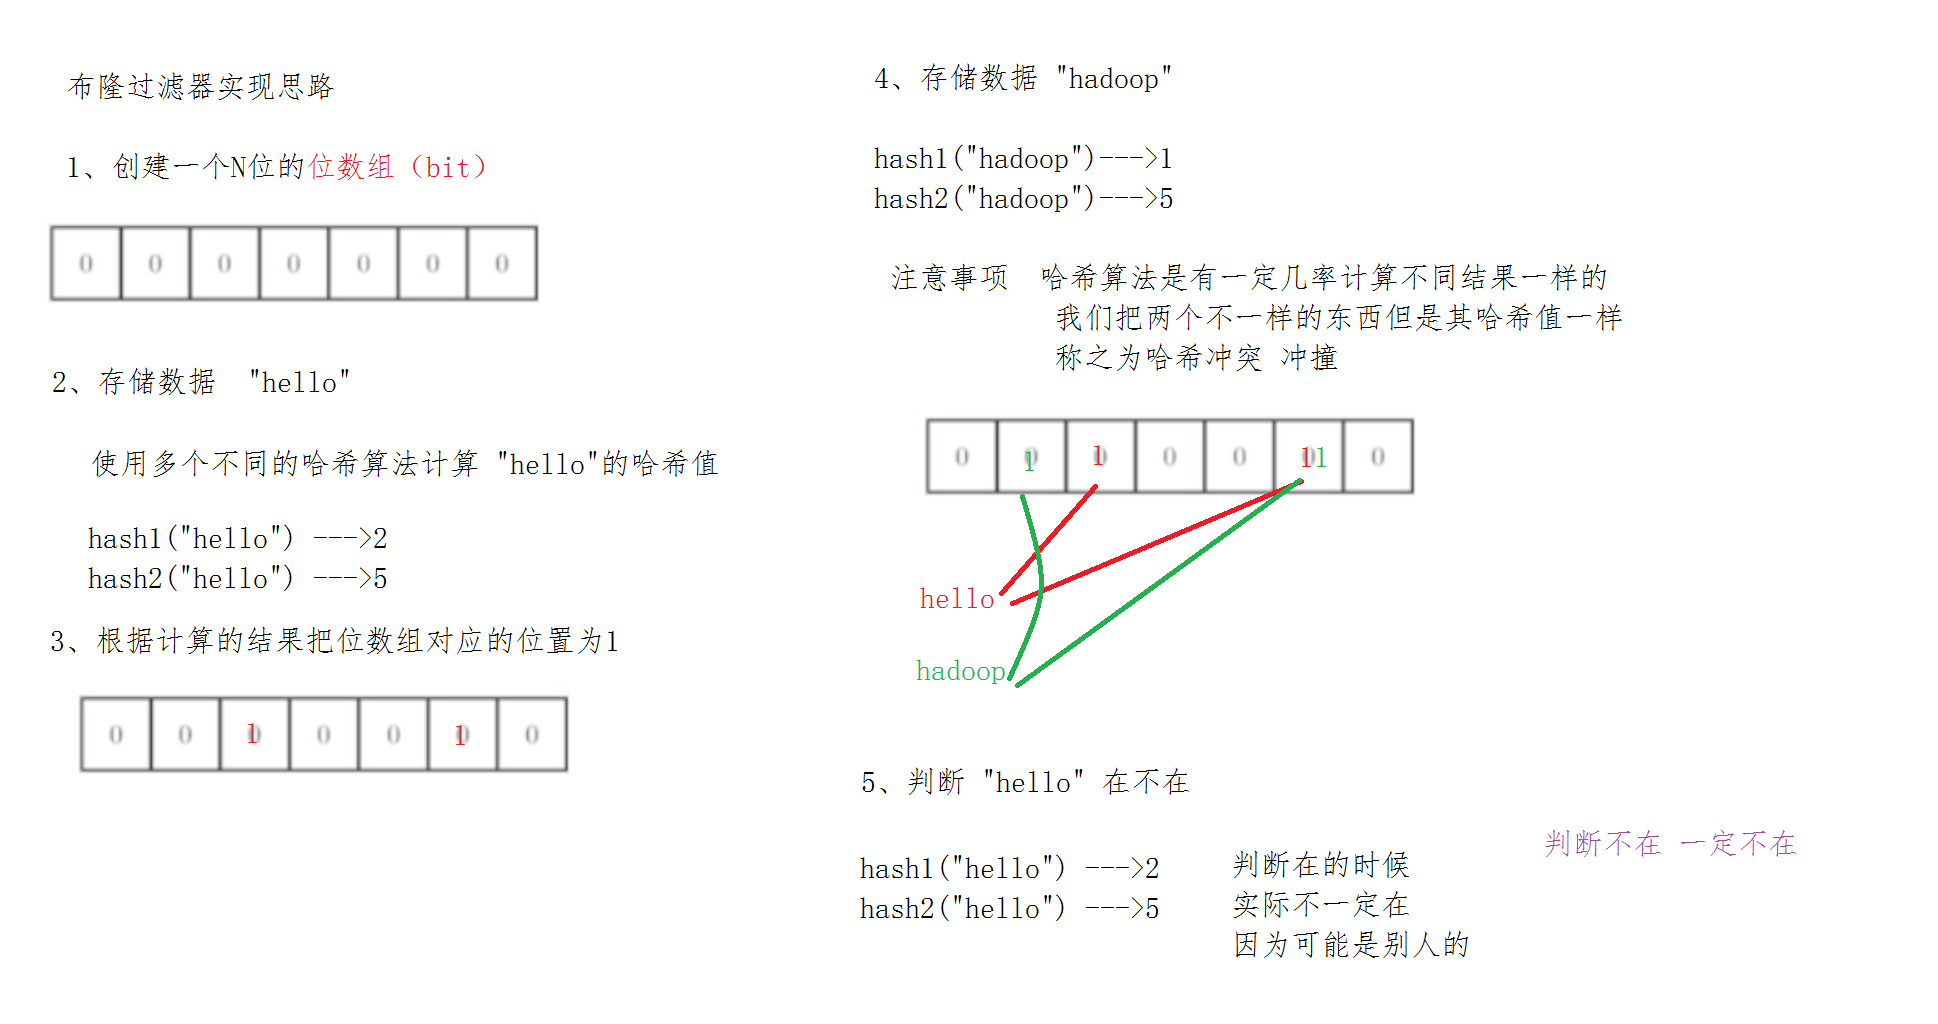 布隆过滤器实现思路
1、创建一个N位的位数组（bit）
0 0 0 0 0 0 0
2、存储数据 "hello"
使用多个不同的哈希算法计算 "hello"的哈希值
hash1("hello") --->2
hash2("hello") --->5
3、根据计算的结果把位数组对应的位置为1
0 0 1 0 0 1 0
4、存储数据 "hadoop"
hash1("hadoop")--->1
hash2("hadoop")--->5
注意事项 哈希算法是有一定几率计算不同结果一样的
我们把两个不一样的东西但是其哈希值一样
称之为哈希冲突 冲撞
0 1 1 0 0 11 0
hello
hadoop
5、判断 "hello" 在不在
hash1("hello") --->2
hash2("hello") --->5
判断在的时候
实际不一定在
因为可能是别人的
判断不在 一定不在